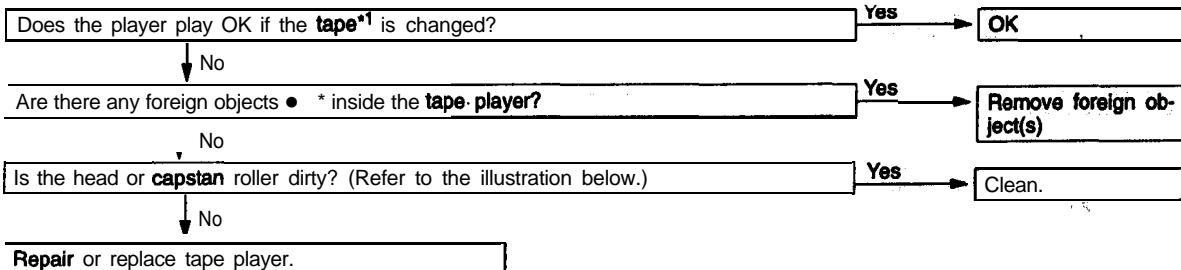 Does the player play OK if the tape*1 is changed?
Yes
OK
No
Are there any foreign objects ● * inside the tape player?
Yes
Remove foreign ob-
ject(s)
No
Is the head or capstan roller dirty? (Refer to the illustration below.)
Yes
Clean.
No
Repair or replace tape player.